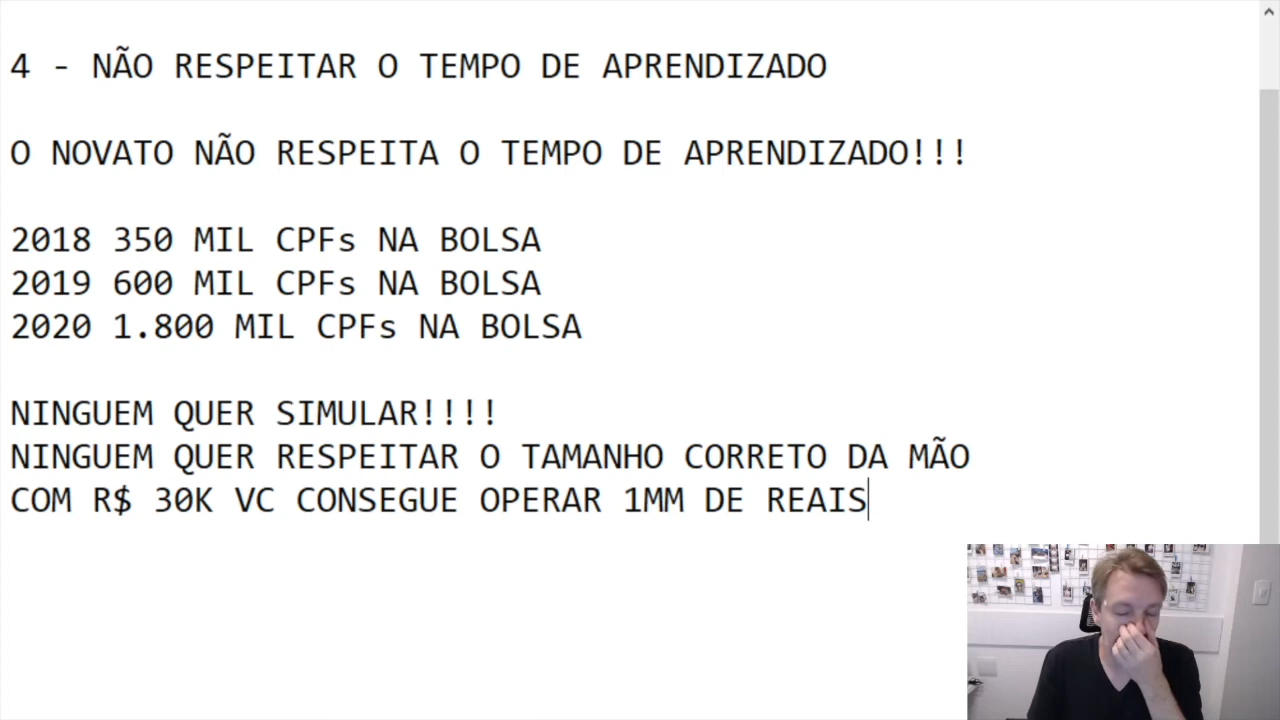 4 - NÃO RESPEITAR O TEMPO DE APRENDIZADO
O NOVATO NÃO RESPEITA O TEMPO DE APRENDIZADO!!!
2018 350 MIL CPFs NA BOLSA
2019 600 MIL CPFs NA BOLSA
2020 1.800 MIL CPFs NA BOLSA
NINGUEM QUER SIMULAR!!!!
NINGUEM QUER RESPEITAR O TAMANHO CORRETO DA MÃO
COM R$ 30K VC CONSEGUE OPERAR 1MM DE REAIS